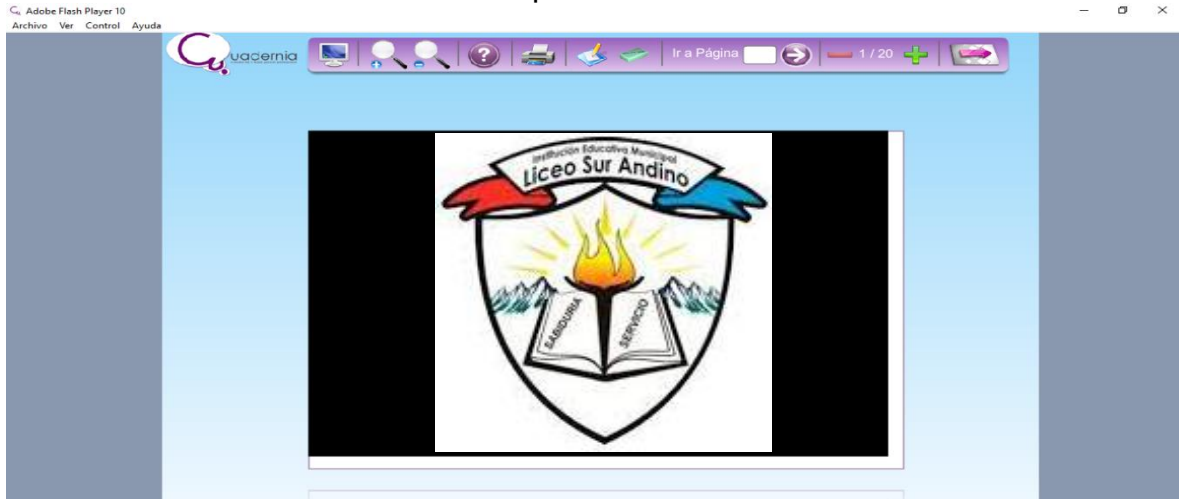 Adobe Flash Player 10
Archivo Ver Control Ayuda
Cuadernia
Ir a Página
1 / 20
Institución Educativa Municipal
Liceo Sur Andino
SABIDURIA
SERVICIO